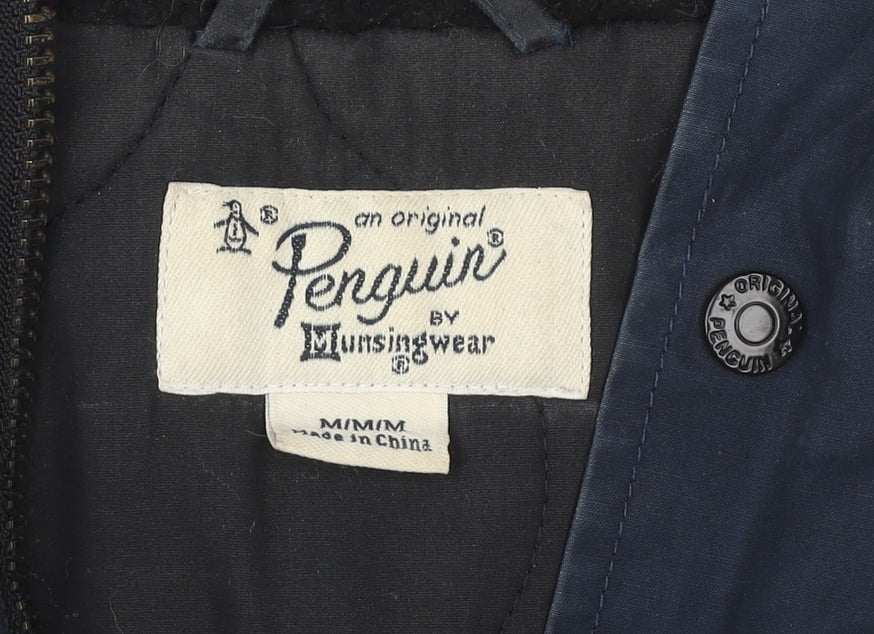 ®
an original
Penguin®
BY
Munsingwear
®
M/M/M
Made in China
ORIGINAL
PENGUIN